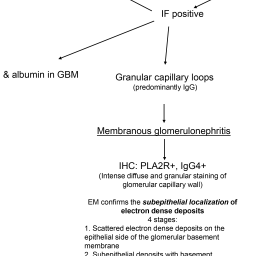 IF positive
& albumin in GBM
Granular capillary loops
(predominantly IgG)
Membranous glomerulonephritis
IHC: PLA2R+, IgG4+
(Intense diffuse and granular staining of
glomerular capillary wall)
EM confirms the subepithelial localization of
electron dense deposits
4 stages:
1. Scattered electron dense deposits on the
epithelial side of the glomerular basement
membrane
2. Subepithelial deposits with basement